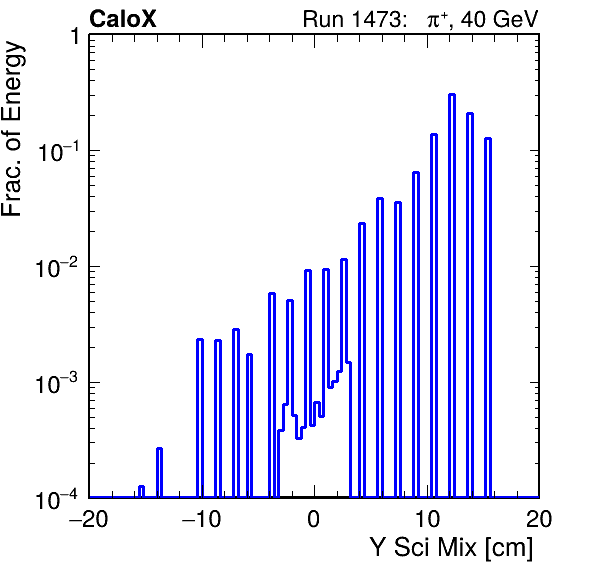 CaloX Run 1473: π⁺, 40 GeV
Frac. of Energy
1
10⁻¹
10⁻²
10⁻³
10⁻⁴
−20 −10 0 10 20
Y Sci Mix [cm]